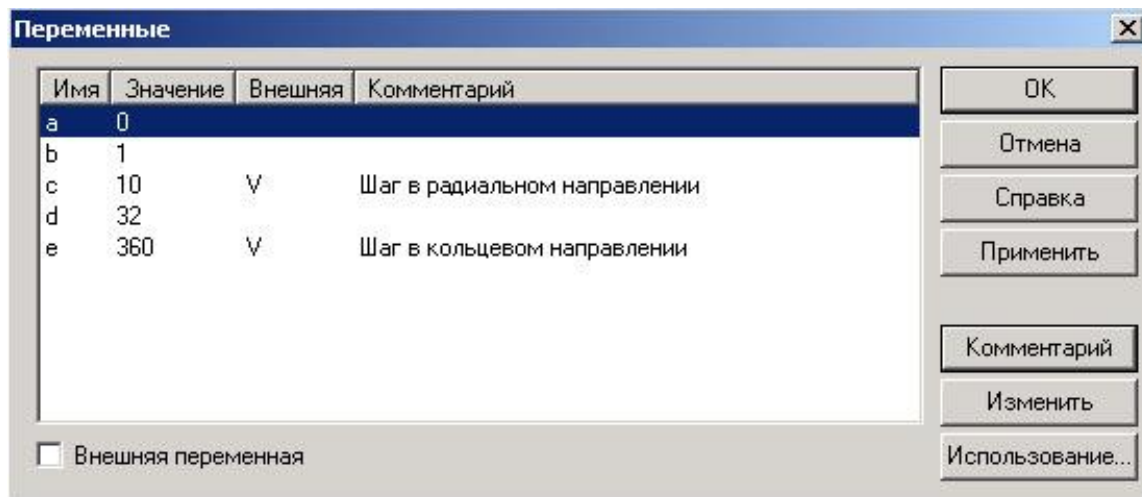 Переменные
Имя Значение Внешняя Комментарий
a 0
b 1
c 10 V Шаг в радиальном направлении
d 32
e 360 V Шаг в кольцевом направлении
Внешняя переменная
OK
Отмена
Справка
Применить
Комментарий
Изменить
Использование...